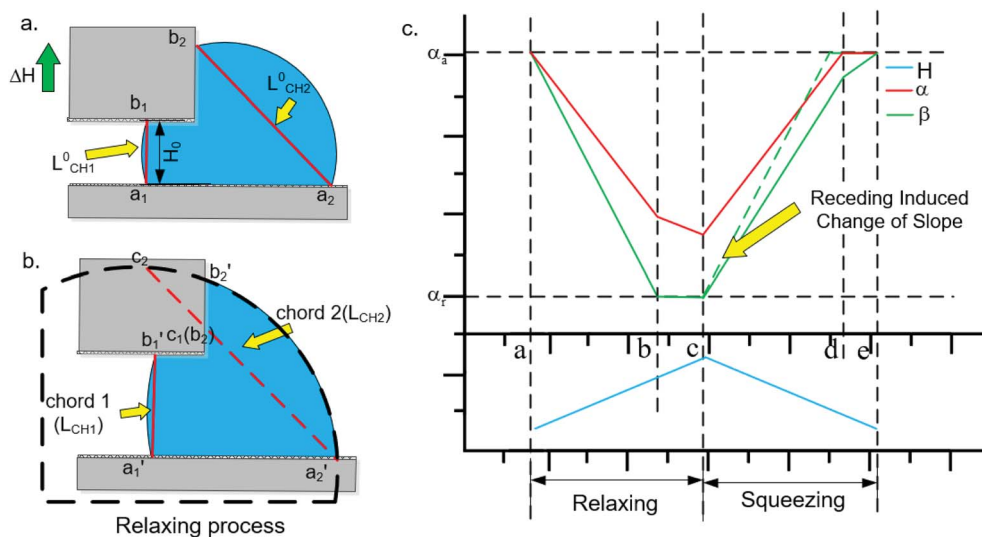 a.
b₂
ΔH
L⁰CH2
b₁
L⁰CH1
H₀
a₁
a₂
b.
c₂
b₂'
chord 2(LCH2)
b₁'
c₁(b₂)
chord 1
(LCH1)
a₁'
a₂'
Relaxing process
c.
αa
H
α
β
Receding Induced
Change of Slope
αr
a
b
c
d
e
Relaxing
Squeezing